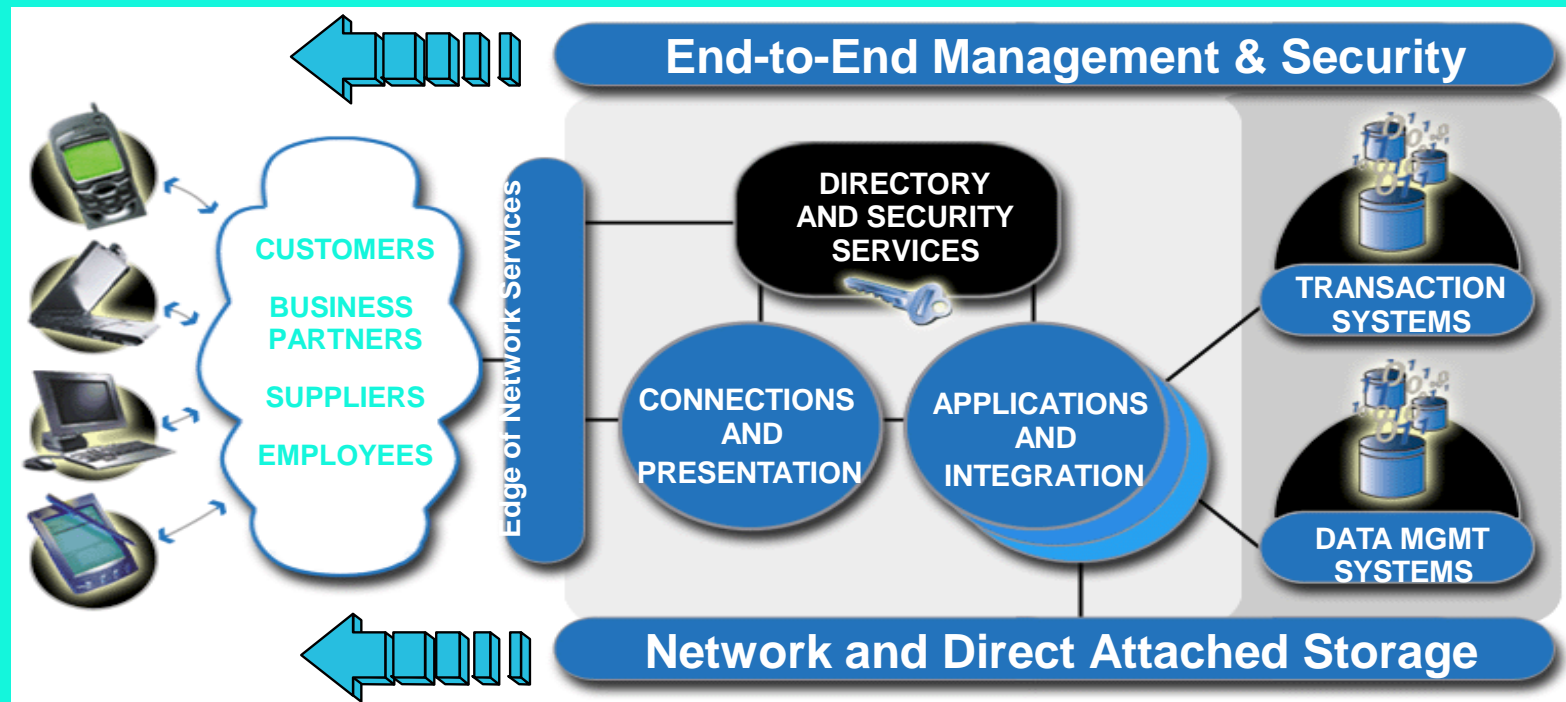 End-to-End Management & Security
CUSTOMERS
BUSINESS
PARTNERS
SUPPLIERS
EMPLOYEES
Edge of Network Services
DIRECTORY
AND SECURITY
SERVICES
CONNECTIONS
AND
PRESENTATION
APPLICATIONS
AND
INTEGRATION
TRANSACTION
SYSTEMS
DATA MGMT
SYSTEMS
Network and Direct Attached Storage